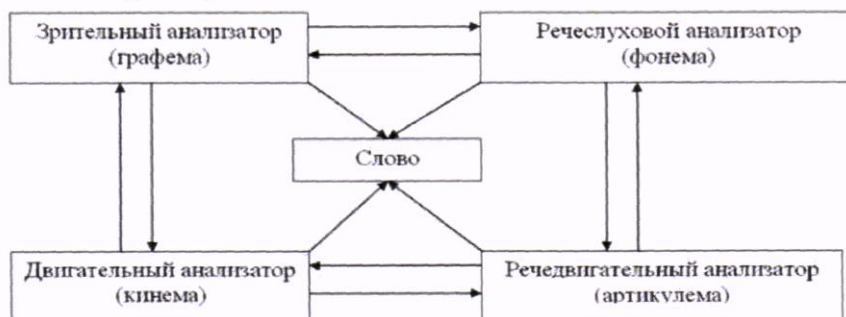 Зрительный анализатор
(графема)
Речеслуховой анализатор
(фонема)
Слово
Двигательный анализатор
(кинема)
Речедвигательный анализатор
(артикулема)